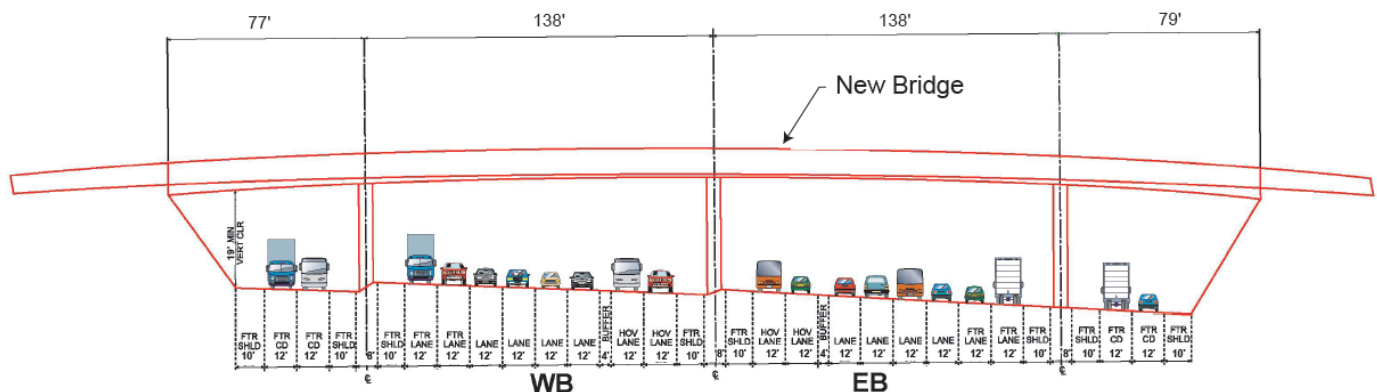 77'
138'
138'
79'
New Bridge
19' MIN
VERT CLR
FTR
SHLD
10'
FTR
CD
12'
FTR
CD
12'
FTR
SHLD
10'
8'
FTR
SHLD
10'
FTR
LANE
12'
FTR
LANE
12'
LANE
12'
LANE
12'
LANE
12'
LANE
12'
BUFFER
4'
HOV
LANE
12'
HOV
LANE
12'
FTR
SHLD
10'
8'
FTR
SHLD
10'
HOV
LANE
12'
HOV
LANE
12'
BUFFER
4'
LANE
12'
LANE
12'
LANE
12'
LANE
12'
FTR
LANE
12'
FTR
LANE
12'
FTR
SHLD
10'
8'
FTR
SHLD
10'
FTR
CD
12'
FTR
CD
12'
FTR
SHLD
10'
℄
WB
℄
EB
℄